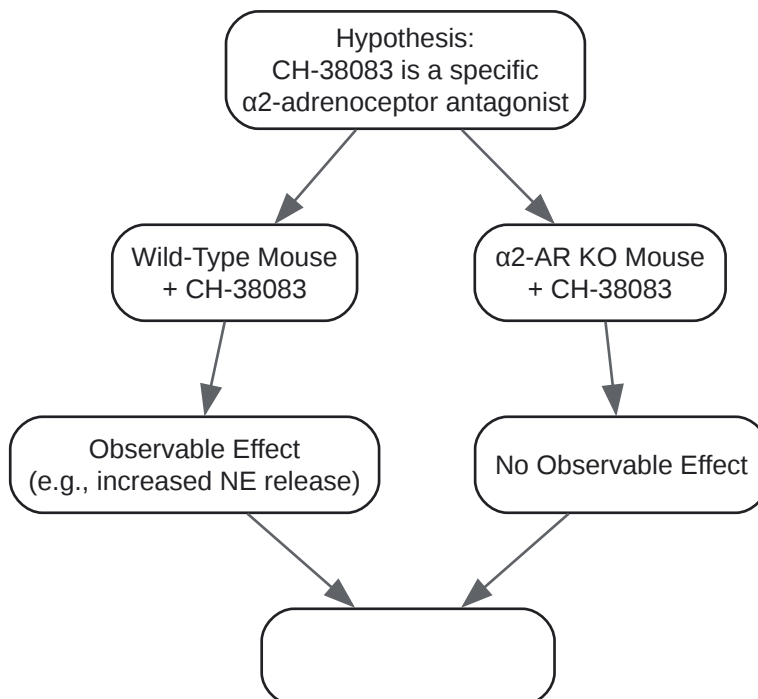 Hypothesis:
CH-38083 is a specific
α2-adrenoceptor antagonist
Wild-Type Mouse
+ CH-38083
α2-AR KO Mouse
+ CH-38083
Observable Effect
(e.g., increased NE release)
No Observable Effect